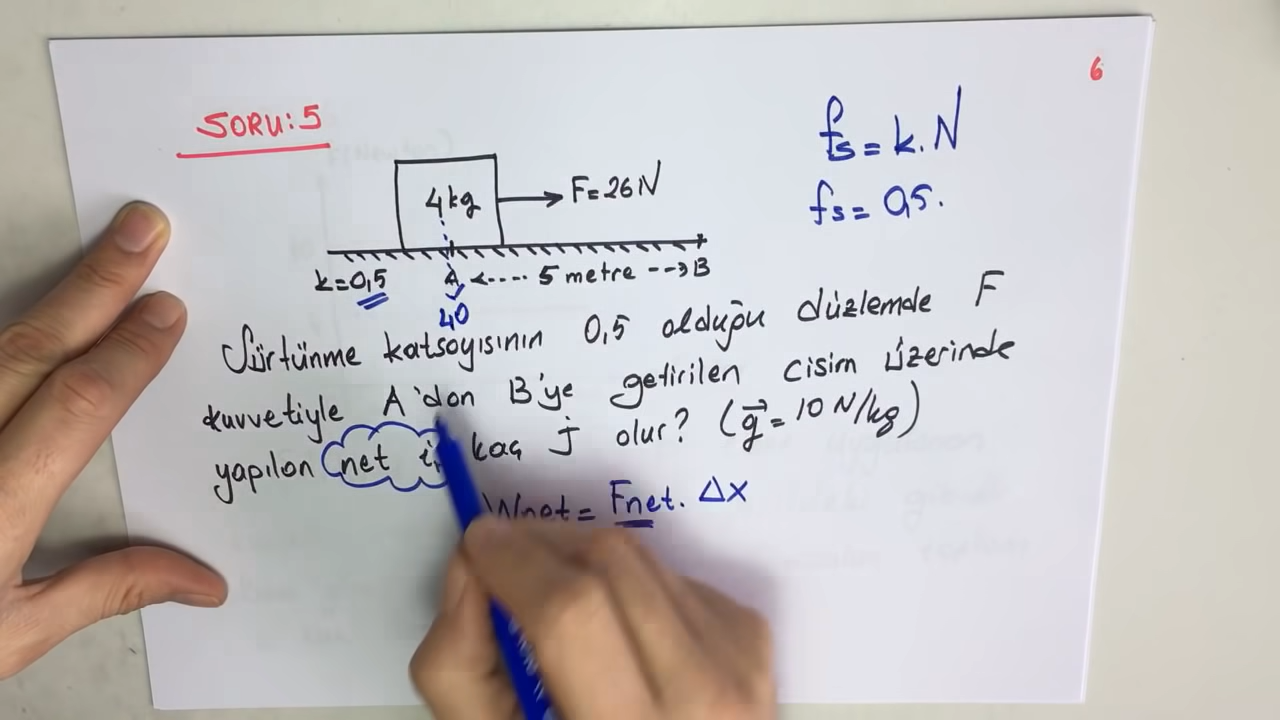 6
SORU:5
fs = k. N
fs = 0,5.
4kg
F=26N
k=0,5
A <---- 5 metre ---> B
40
Sürtünme katsayısının 0,5 olduğu düzlemde F
kuvvetiyle A'dan B'ye getirilen cisim üzerinde
yapılan net kaç J olur? (g⃗ = 10 N/kg)
Wnet = Fnet. Δx